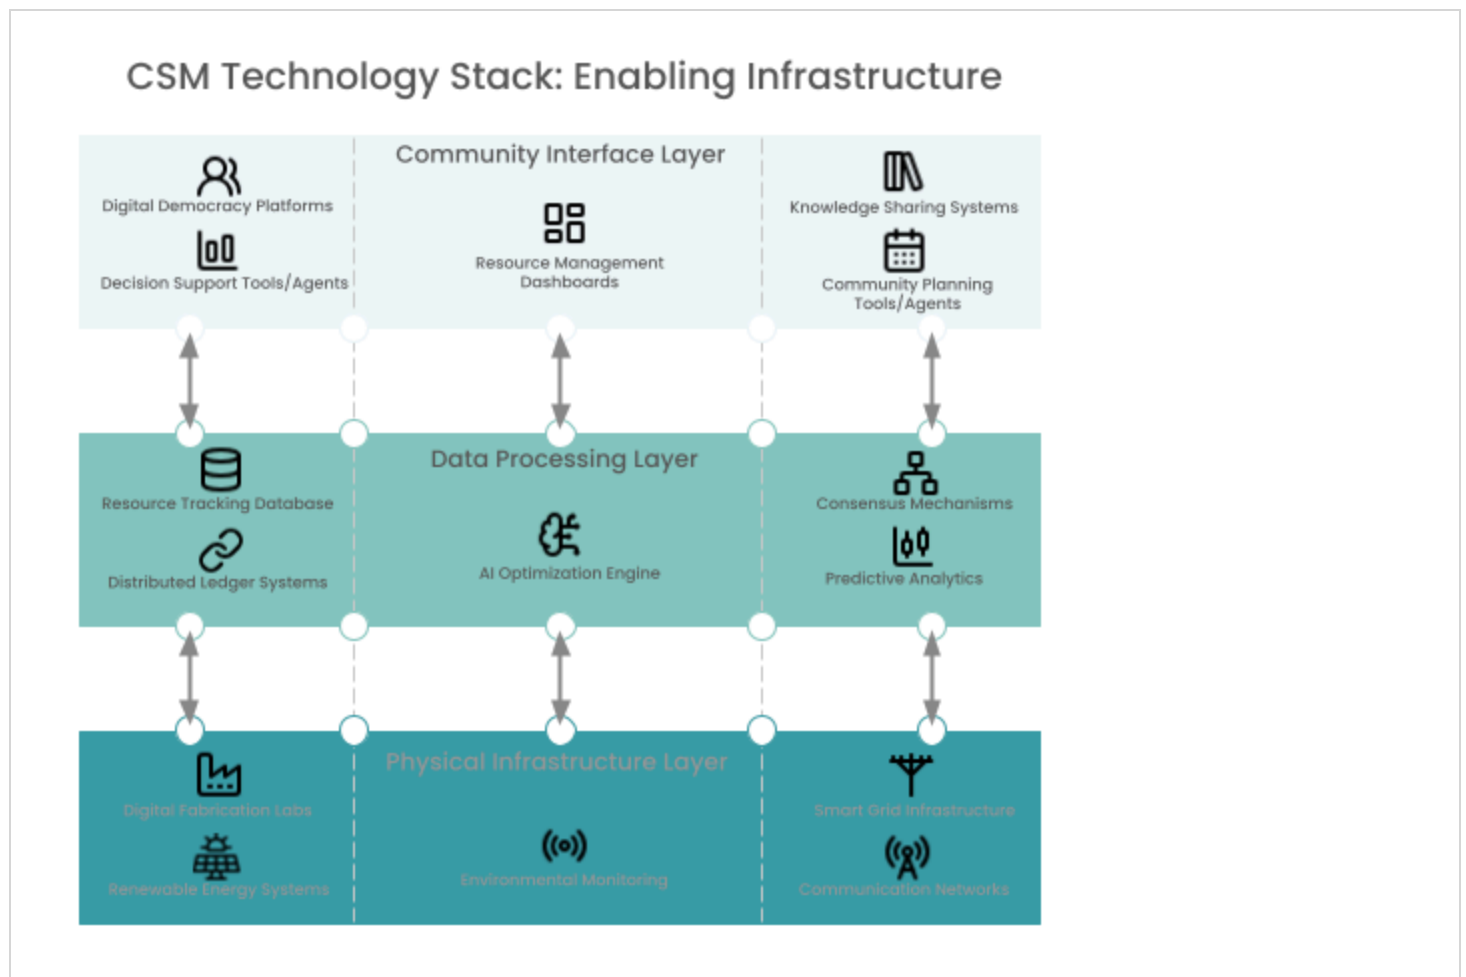 CSM Technology Stack: Enabling Infrastructure
Community Interface Layer
Digital Democracy Platforms
Decision Support Tools/Agents
Resource Management
Dashboards
Knowledge Sharing Systems
Community Planning
Tools/Agents
Data Processing Layer
Resource Tracking Database
Distributed Ledger Systems
AI Optimization Engine
Consensus Mechanisms
Predictive Analytics
Physical Infrastructure Layer
Digital Fabrication Labs
Renewable Energy Systems
Environmental Monitoring
Smart Grid Infrastructure
Communication Networks